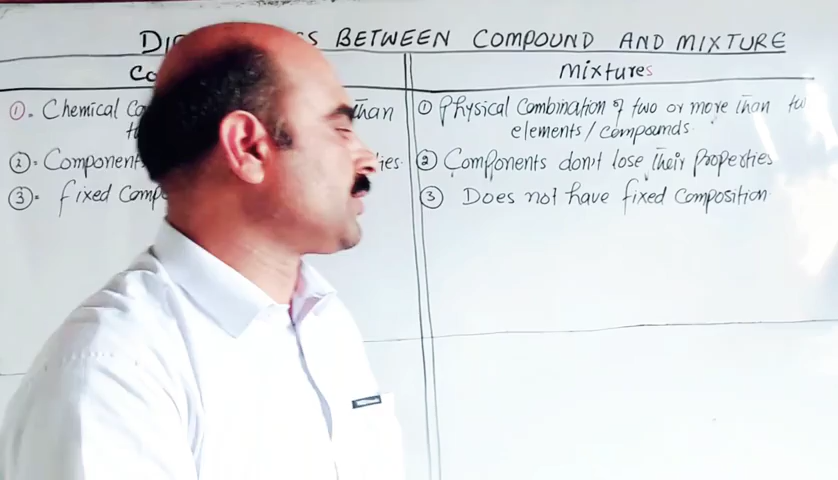 BETWEEN COMPOUND AND MIXTURE
Mixtures
①. Chemical than
②. Component
③. fixed
① Physical Combination of two or more than
elements/compounds.
② Components don't lose their properties
③ Does not have fixed Composition